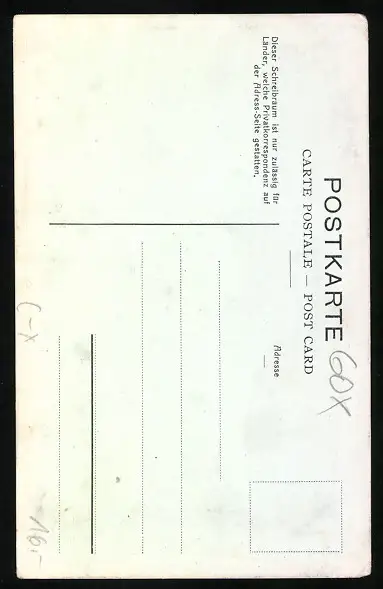 POSTKARTE
CARTE POSTALE — POST CARD
Dieser Schreibraum ist nur zulässig für
Länder, welche Privatkorrespondenz auf
der Adress-Seite gestatten.
Adresse
60X
(-x
16.-